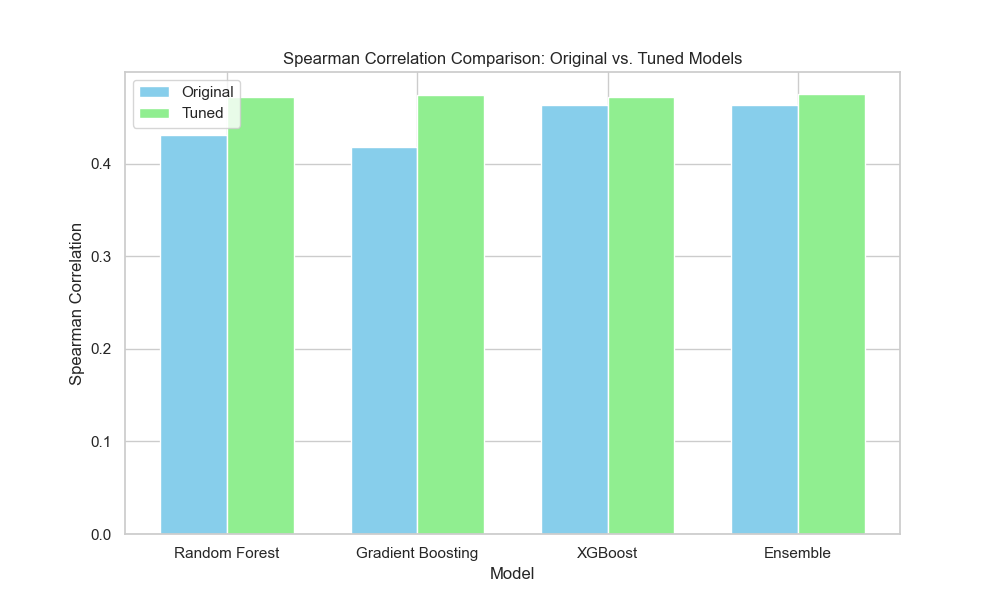 Spearman Correlation Comparison: Original vs. Tuned Models
Original
Tuned
0.4
0.3
0.2
0.1
0.0
Spearman Correlation
Random Forest
Gradient Boosting
XGBoost
Ensemble
Model